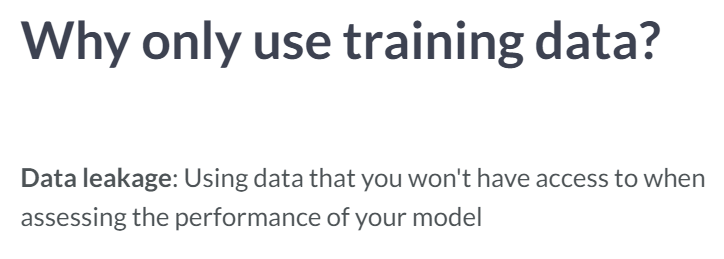 Why only use training data?
Data leakage: Using data that you won't have access to when
assessing the performance of your model